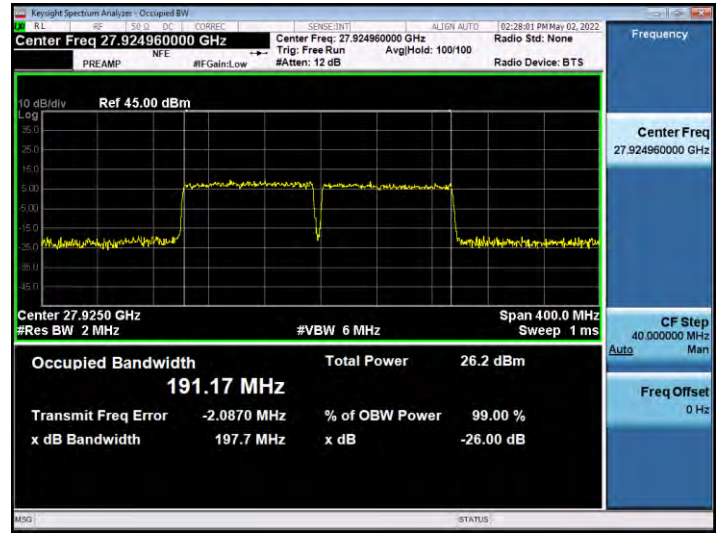 Keysight Spectrum Analyzer - Occupied BW
RL RF 50 Ω DC CORREC SENSE:INT ALIGN AUTO 02:28:01 PM May 02, 2022
Center Freq 27.924960000 GHz
NFE
PREAMP #IFGain:Low
Center Freq: 27.924960000 GHz
Trig: Free Run Avg|Hold: 100/100
#Atten: 12 dB
Radio Std: None
Radio Device: BTS
10 dB/div Ref 45.00 dBm
Log
35.0
25.0
15.0
5.00
-5.00
-15.0
-25.0
-35.0
-45.0
Center 27.9250 GHz Span 400.0 MHz
#Res BW 2 MHz #VBW 6 MHz Sweep 1 ms
Occupied Bandwidth Total Power 26.2 dBm
191.17 MHz
Transmit Freq Error -2.0870 MHz % of OBW Power 99.00 %
x dB Bandwidth 197.7 MHz x dB -26.00 dB
MSG STATUS
Frequency
Center Freq
27.924960000 GHz
CF Step
40.000000 MHz
Auto Man
Freq Offset
0 Hz